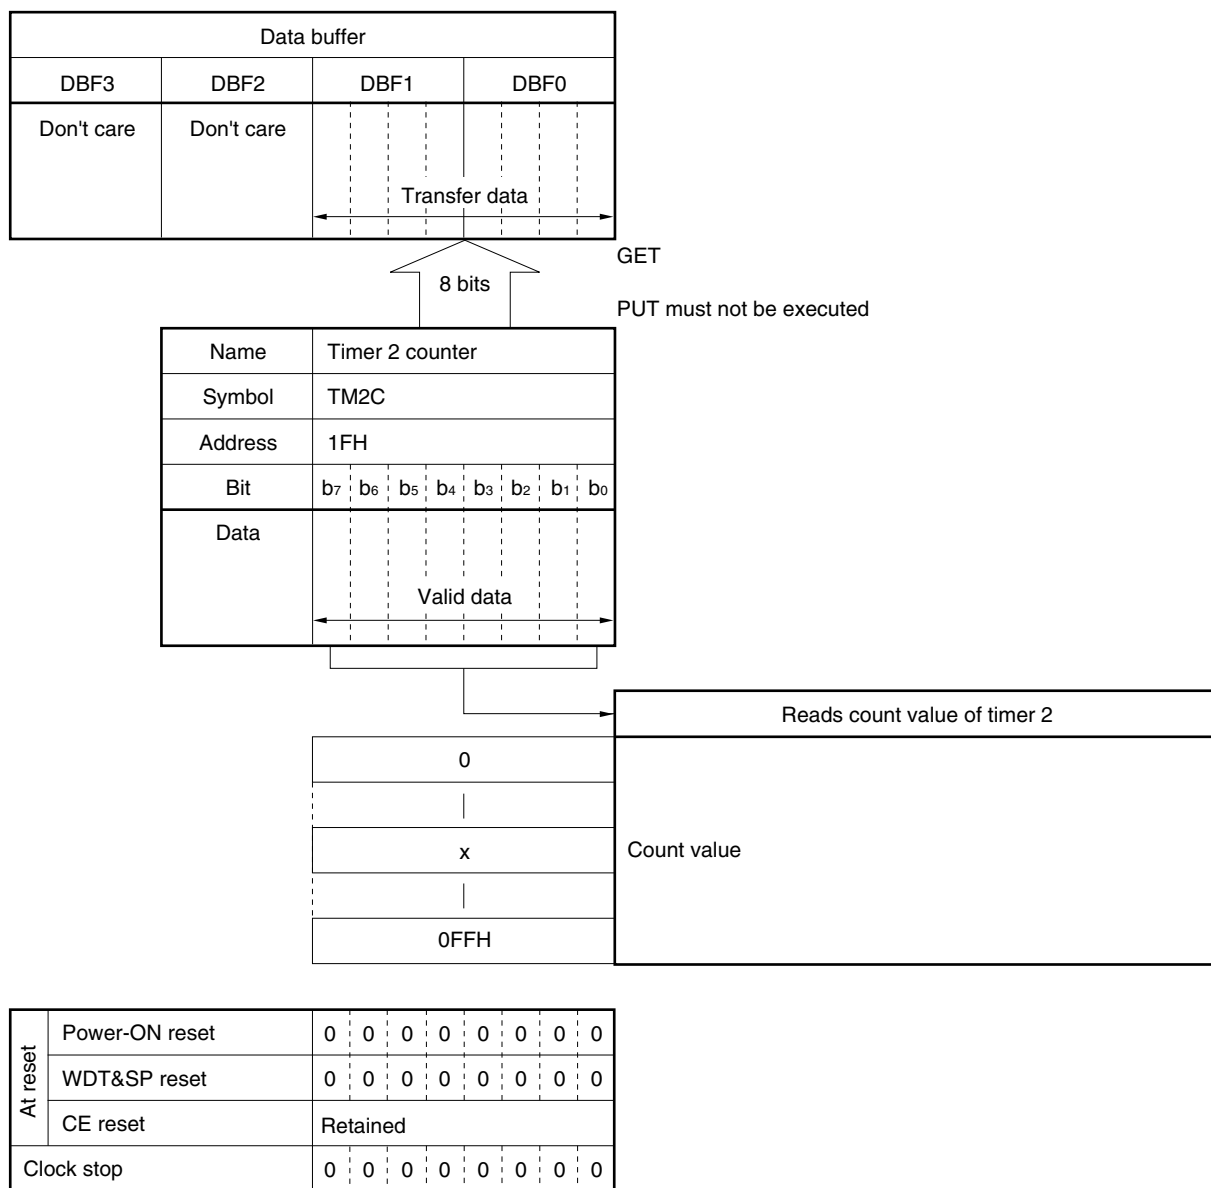 Data buffer
DBF3 DBF2 DBF1 DBF0
Don't care Don't care
Transfer data
GET
8 bits
PUT must not be executed
Name Timer 2 counter
Symbol TM2C
Address 1FH
Bit b7 b6 b5 b4 b3 b2 b1 b0
Data
Valid data
Reads count value of timer 2
0
x Count value
0FFH
At reset
Power-ON reset 0 0 0 0 0 0 0 0
WDT&SP reset 0 0 0 0 0 0 0 0
CE reset Retained
Clock stop 0 0 0 0 0 0 0 0